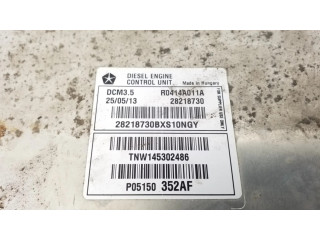 DIESEL ENGINE
CONTROL UNIT
Made in Hungary
DCM3.5 R0414A011A
25/05/13 28218730
28218730BXS10NGY
TNW145302486
P05150 352AF